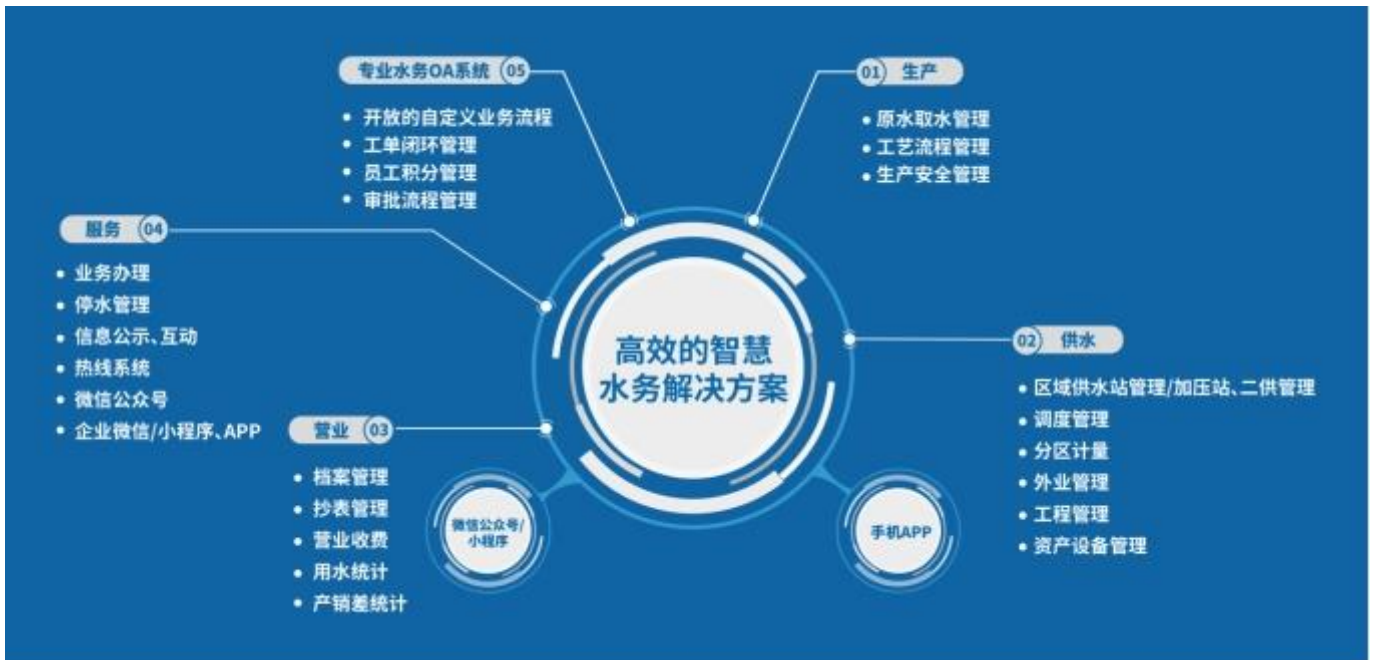 专业水务OA系统 05
• 开放的自定义业务流程
• 工单闭环管理
• 员工积分管理
• 审批流程管理
01 生产
• 原水取水管理
• 工艺流程管理
• 生产安全管理
服务 04
• 业务办理
• 停水管理
• 信息公示、互动
• 热线系统
• 微信公众号
• 企业微信/小程序、APP
高效的智慧
水务解决方案
02 供水
• 区域供水站管理/加压站、二供管理
• 调度管理
• 分区计量
• 外业管理
• 工程管理
• 资产设备管理
营业 03
• 档案管理
• 抄表管理
• 营业收费
• 用水统计
• 产销差统计
微信公众号/
小程序
手机APP